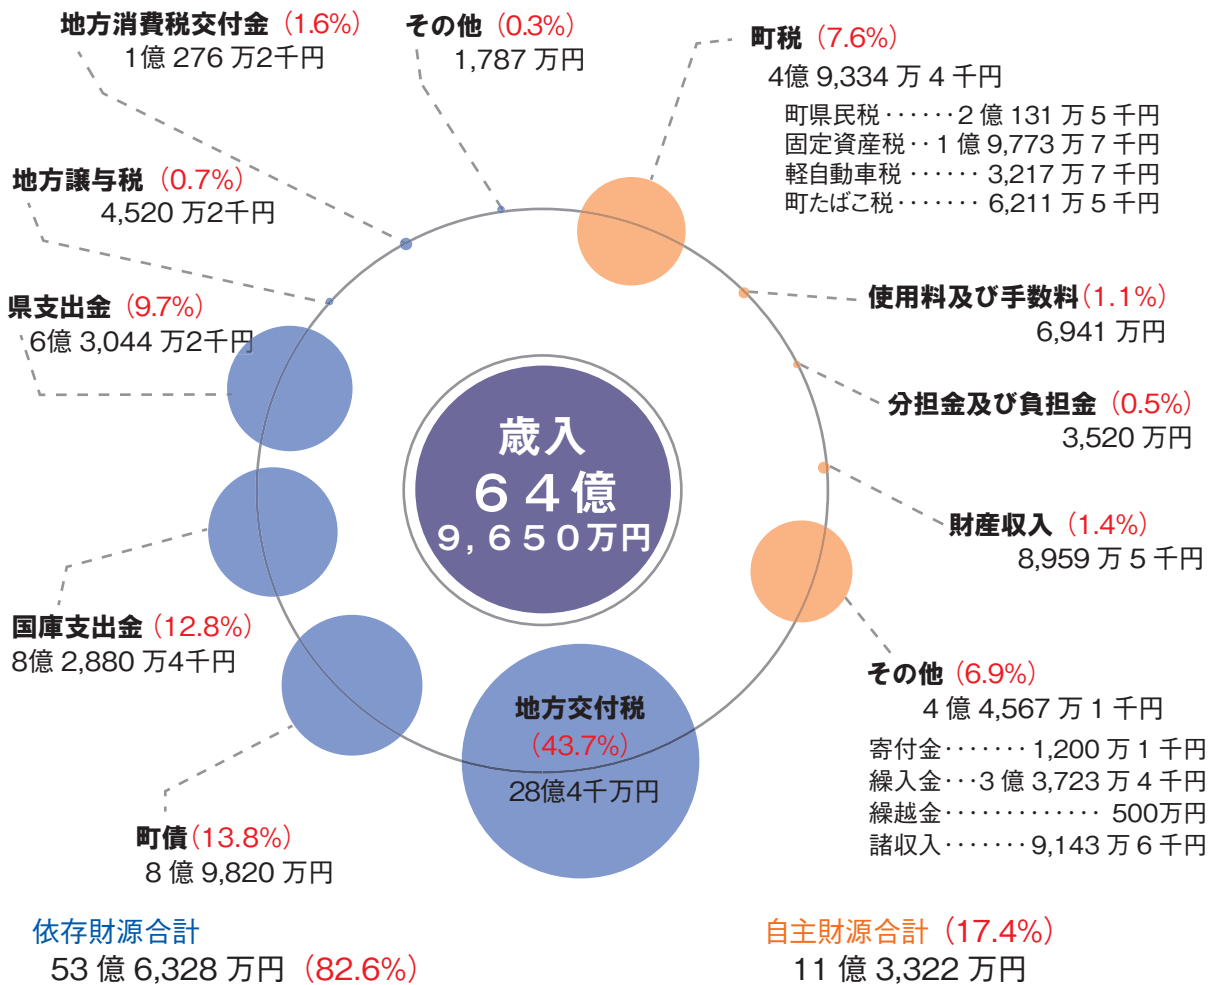 地方消費税交付金（1.6%）
1億 276 万2千円
その他（0.3%）
1,787 万円
町税（7.6%）
4億 9,334 万 4 千円
町県民税‥‥‥2 億 131 万 5 千円
固定資産税‥1 億 9,773 万 7 千円
軽自動車税 ‥‥‥ 3,217 万 7 千円
町たばこ税‥‥‥‥ 6,211 万 5 千円
地方譲与税（0.7%）
4,520 万2千円
県支出金（9.7%）
6億 3,044 万2千円
使用料及び手数料（1.1%）
6,941 万円
分担金及び負担金（0.5%）
3,520 万円
歳入
６４億
９，６５０万円
財産収入（1.4%）
8,959 万 5 千円
国庫支出金（12.8%）
8億 2,880 万4千円
その他（6.9%）
4 億 4,567 万 1 千円
寄付金‥‥‥‥1,200 万 1 千円
繰入金‥･3 億 3,723 万 4 千円
繰越金‥‥‥‥‥‥‥ 500万円
諸収入‥‥‥‥9,143 万 6 千円
地方交付税
（43.7%）
28億4千万円
町債（13.8%）
8 億 9,820 万円
依存財源合計
53 億 6,328 万円（82.6%）
自主財源合計（17.4%）
11 億 3,322 万円